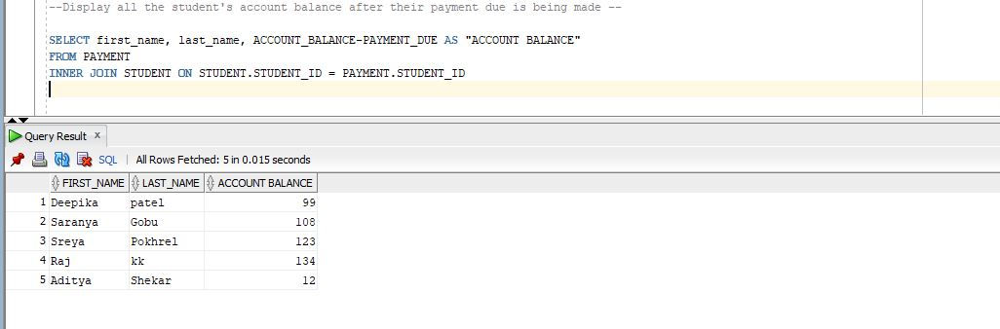 --Display all the student's account balance after their payment due is being made --
SELECT first_name, last_name, ACCOUNT_BALANCE-PAYMENT_DUE AS "ACCOUNT BALANCE"
FROM PAYMENT
INNER JOIN STUDENT ON STUDENT.STUDENT_ID = PAYMENT.STUDENT_ID
Query Result x
SQL | All Rows Fetched: 5 in 0.015 seconds
FIRST_NAME LAST_NAME ACCOUNT BALANCE
1 Deepika patel 99
2 Saranya Gobu 108
3 Sreya Pokhrel 123
4 Raj kk 134
5 Aditya Shekar 12